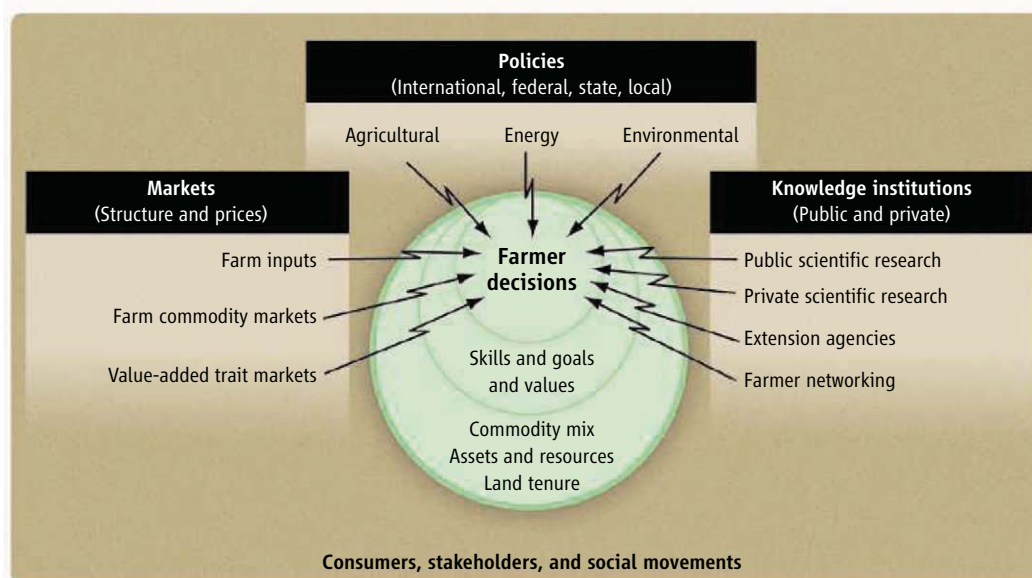 Policies
(International, federal, state, local)
Agricultural
Energy
Environmental
Markets
(Structure and prices)
Farm inputs
Farm commodity markets
Value-added trait markets
Knowledge institutions
(Public and private)
Public scientific research
Private scientific research
Extension agencies
Farmer networking
Farmer
decisions
Skills and goals
and values
Commodity mix
Assets and resources
Land tenure
Consumers, stakeholders, and social movements